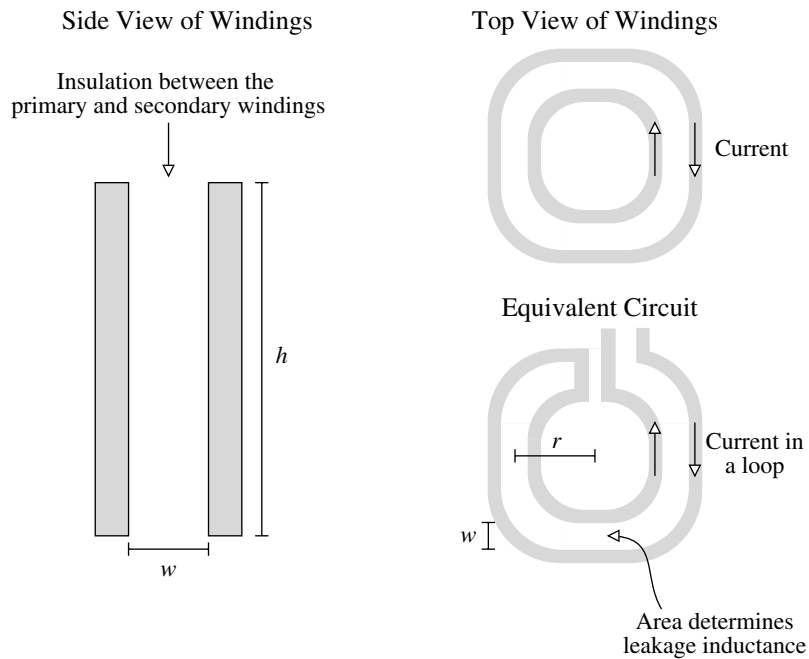 Side View of Windings
Insulation between the
primary and secondary windings
h
w
Top View of Windings
Current
Equivalent Circuit
r
Current in
a loop
w
Area determines
leakage inductance